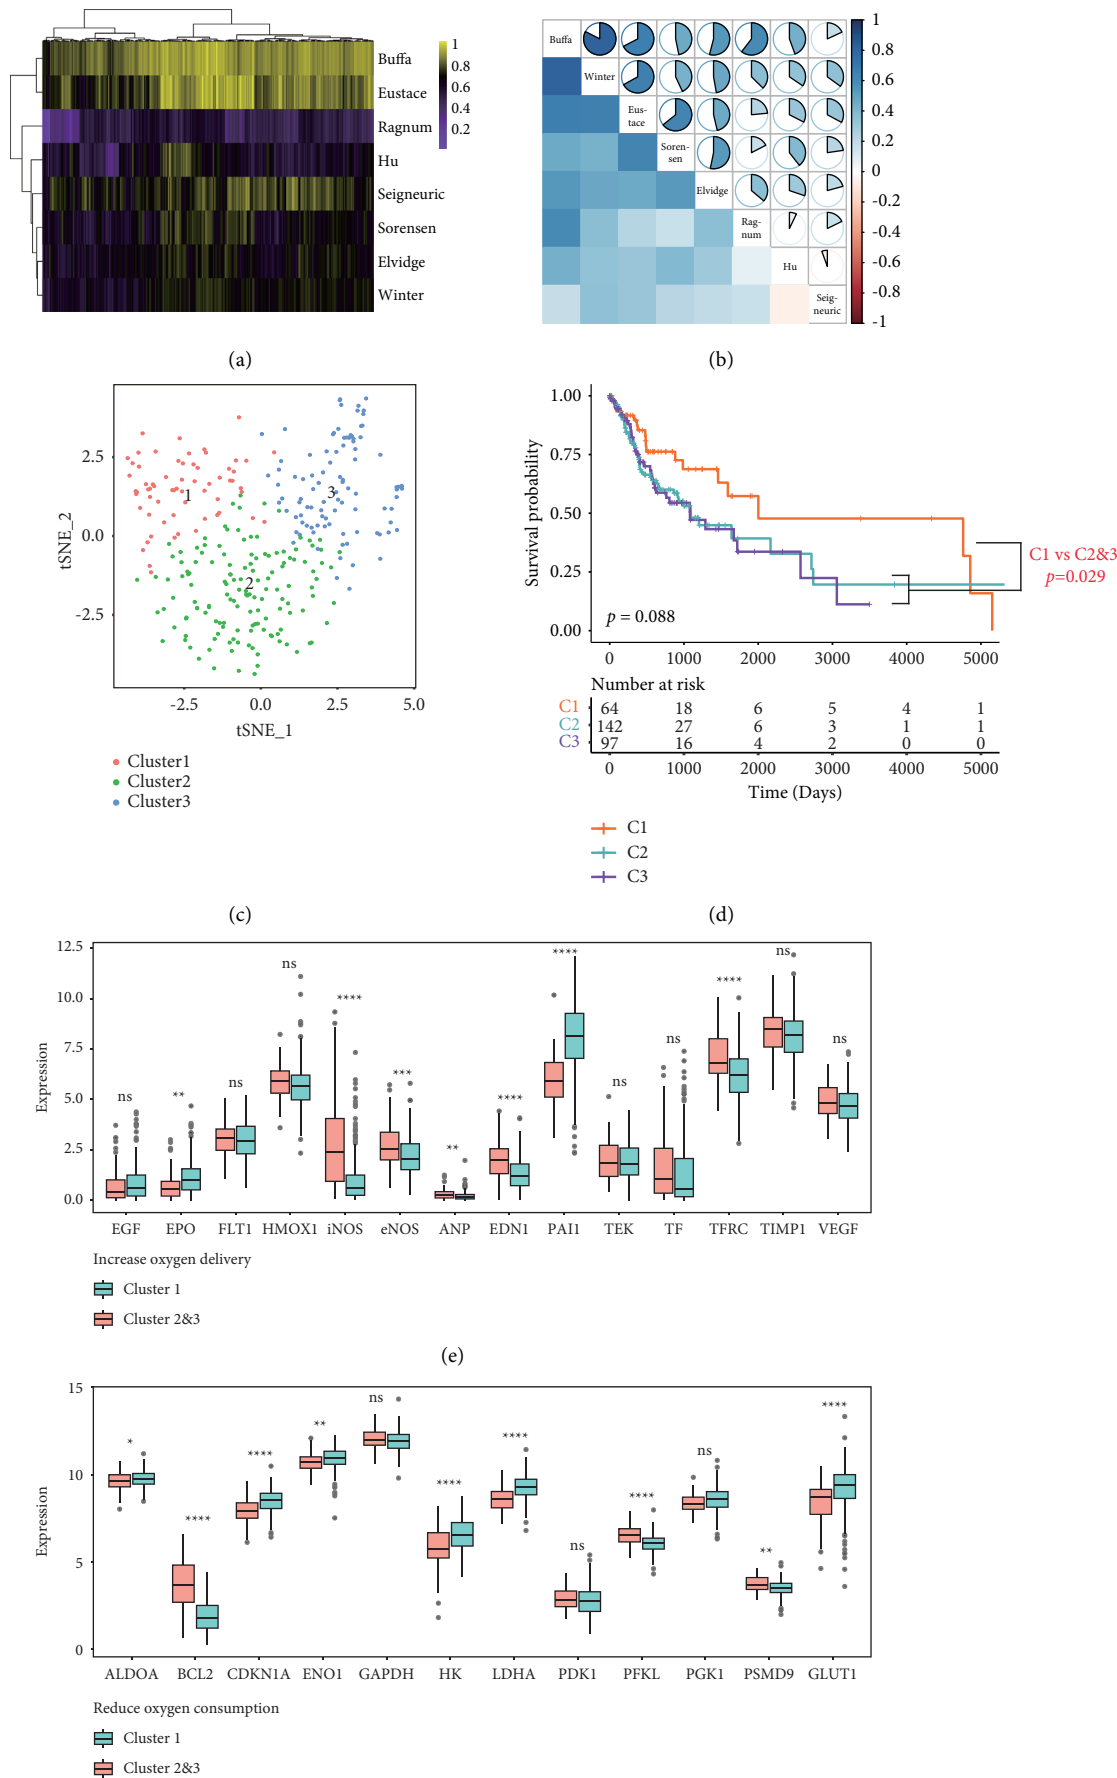 1
0.8
0.6
0.4
0.2
Buffa
Eustace
Ragnum
Hu
Seigneuric
Sorensen
Elvidge
Winter
(a)
Buffa
Winter
Eus-
tace
Soren-
sen
Elvidge
Rag-
num
Hu
Seig-
neuric
1
0.8
0.6
0.4
0.2
0
-0.2
-0.4
-0.6
-0.8
-1
(b)
tSNE_2
2.5
0.0
-2.5
1
2
3
-2.5 0.0 2.5 5.0
tSNE_1
Cluster1
Cluster2
Cluster3
(c)
Survival probability
1.00
0.75
0.50
0.25
0.00
p = 0.088
C1 vs C2&3
p=0.029
0 1000 2000 3000 4000 5000
Number at risk
C1 64 18 6 5 4 1
C2 142 27 6 3 1 1
C3 97 16 4 2 0 0
0 1000 2000 3000 4000 5000
Time (Days)
C1
C2
C3
(d)
Expression
12.5
10.0
7.5
5.0
2.5
0.0
ns ** ns ns **** *** ** **** **** ns ns **** ns ns
EGF EPO FLT1 HMOX1 iNOS eNOS ANP EDN1 PAI1 TEK TF TFRC TIMP1 VEGF
Increase oxygen delivery
Cluster 1
Cluster 2&3
(e)
Expression
15
10
5
0
* **** **** ** ns **** **** ns **** ns ** ****
ALDOA BCL2 CDKN1A ENO1 GAPDH HK LDHA PDK1 PFKL PGK1 PSMD9 GLUT1
Reduce oxygen consumption
Cluster 1
Cluster 2&3